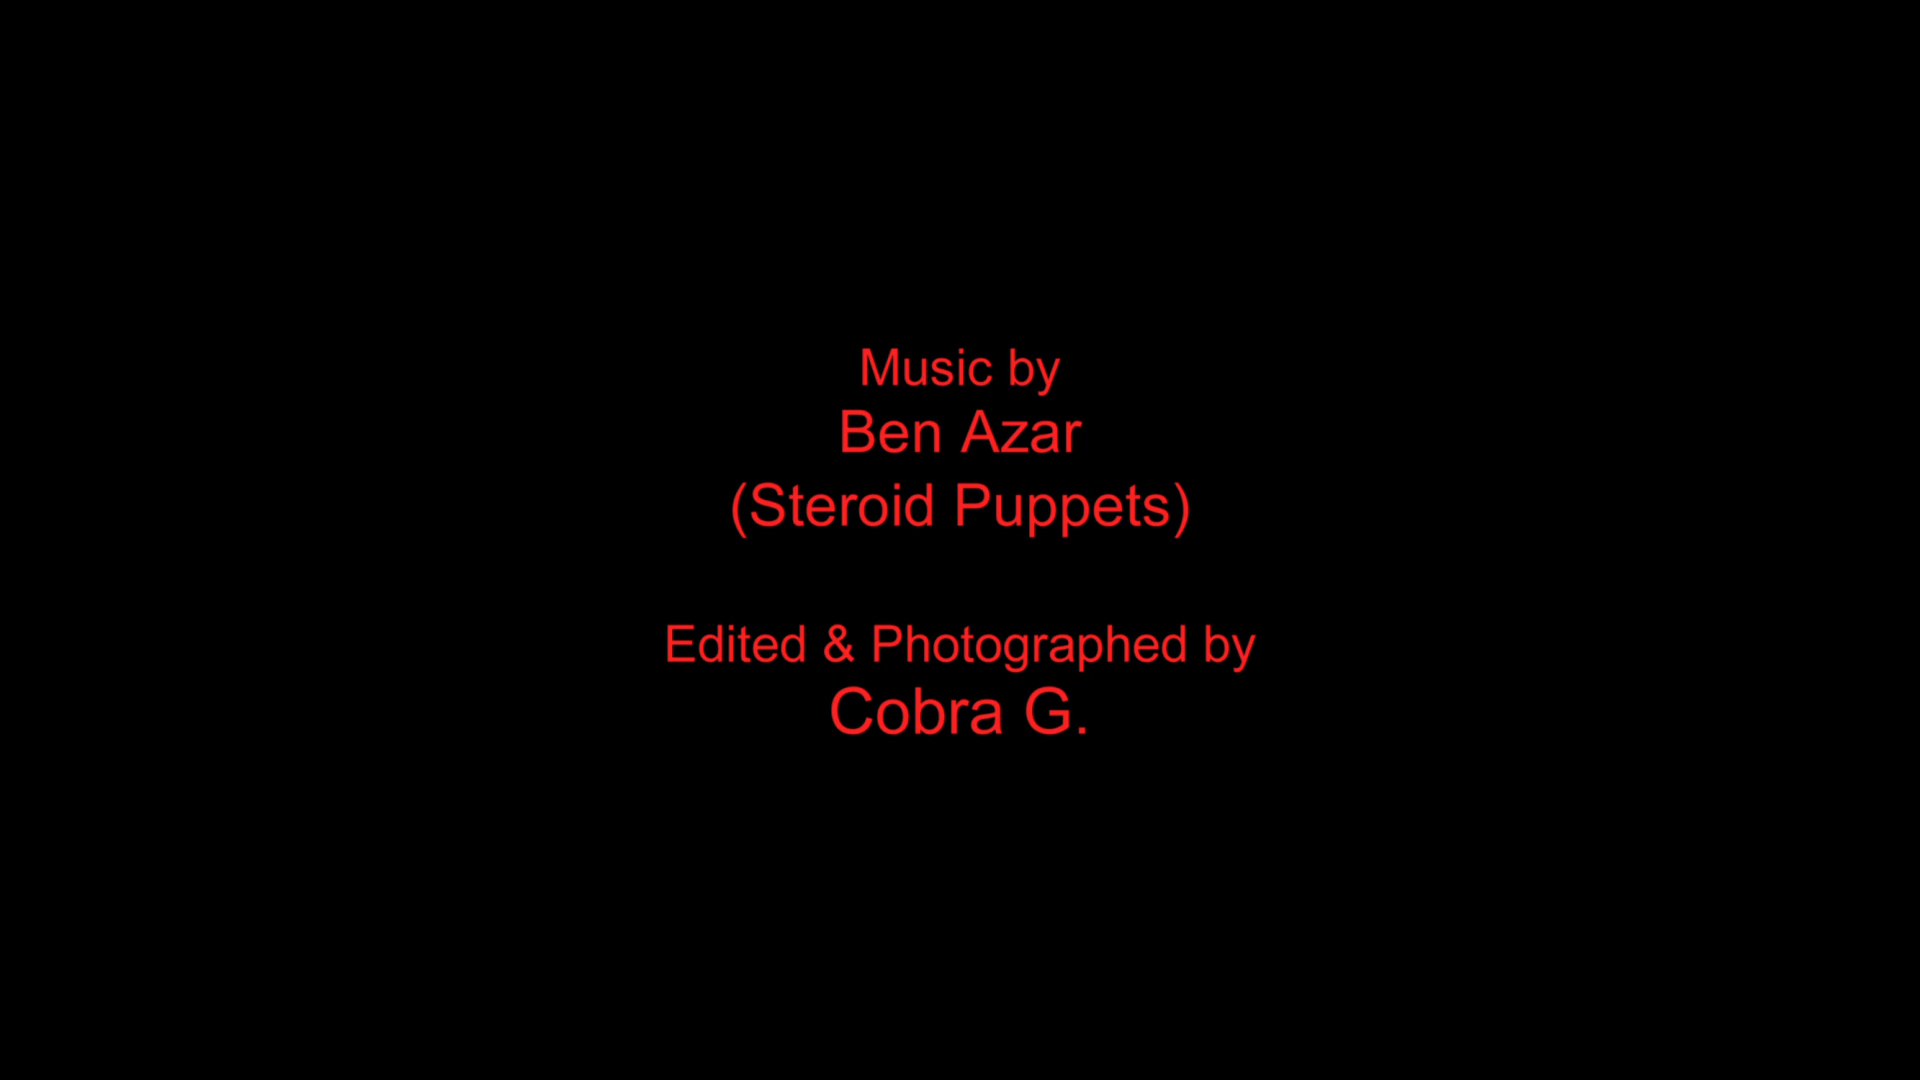 Music by
Ben Azar
(Steroid Puppets)
Edited & Photographed by
Cobra G.